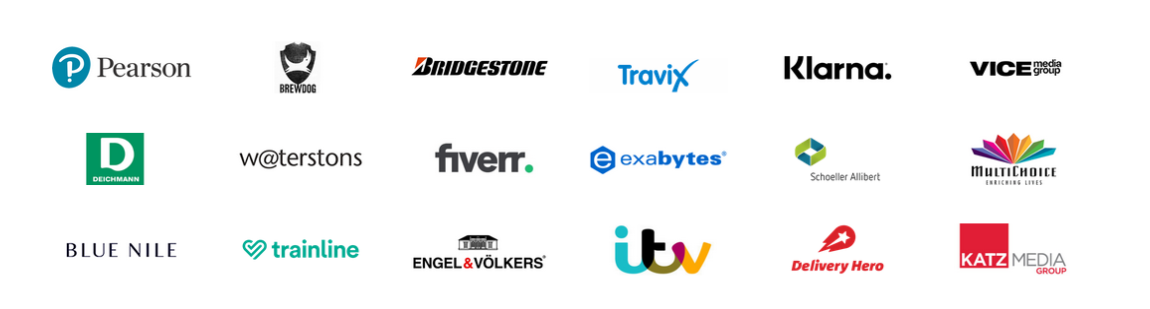 Pearson
BREWDOG
BRIDGESTONE
Travix
Klarna.
VICE media group
D
DEICHMANN
w@terstons
fiverr.
e exabytes®
Schoeller Allibert
MULTICHOICE
ENRICHING LIVES
BLUE NILE
trainline
ENGEL&VÖLKERS®
itv
Delivery Hero
KATZ MEDIA
GROUP